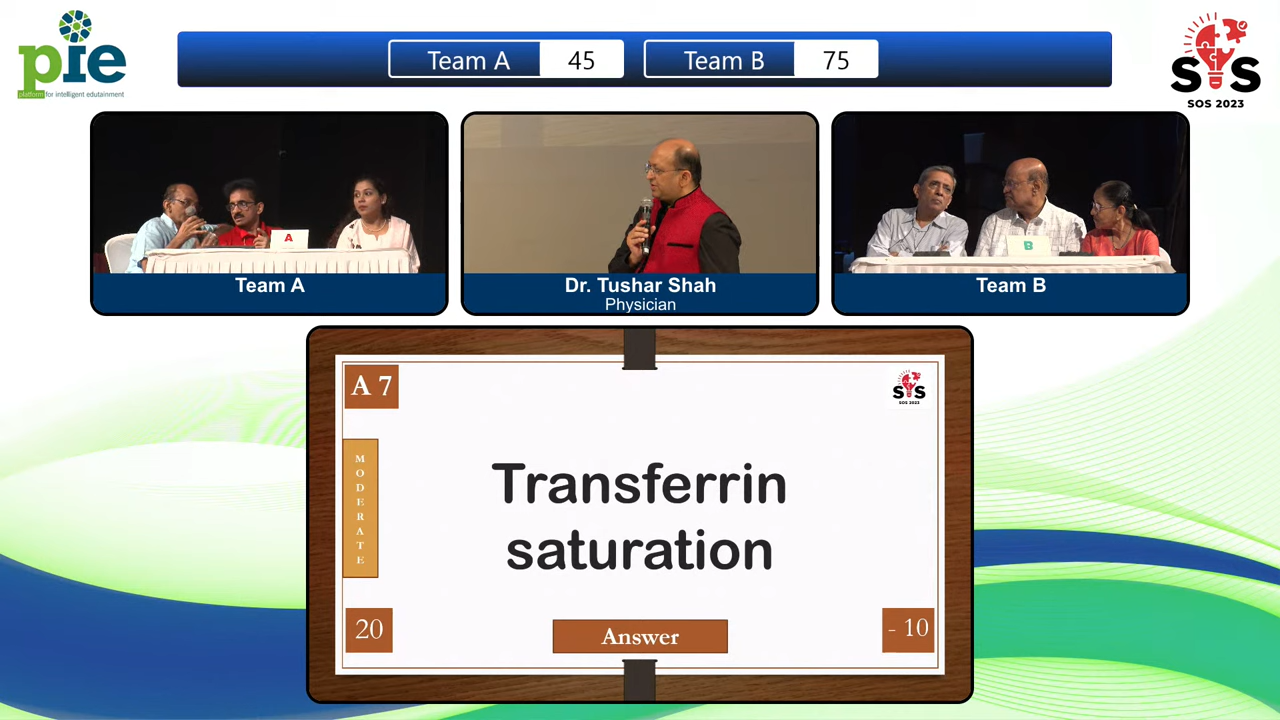 pie
platform for intelligent edutainment
Team A 45 Team B 75
SOS
SOS 2023
A
B
Team A
Dr. Tushar Shah
Physician
Team B
A 7
SOS
SOS 2023
MODERATE
Transferrin
saturation
20
Answer
- 10